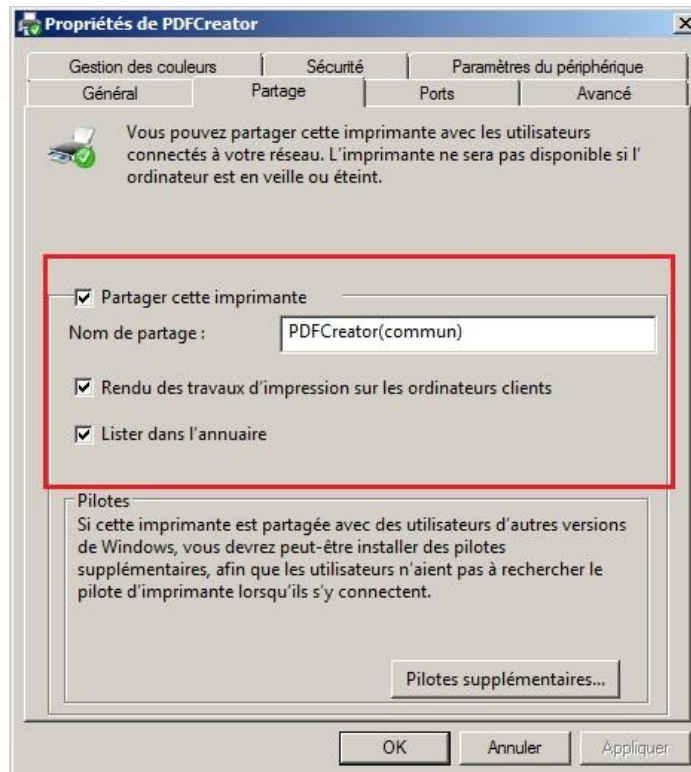 Propriétés de PDFCreator
Gestion des couleurs
Sécurité
Paramètres du périphérique
Général
Partage
Ports
Avancé
Vous pouvez partager cette imprimante avec les utilisateurs
connectés à votre réseau. L'imprimante ne sera pas disponible si l'
ordinateur est en veille ou éteint.
Partager cette imprimante
Nom de partage :
PDFCreator(commun)
Rendu des travaux d'impression sur les ordinateurs clients
Lister dans l'annuaire
Pilotes
Si cette imprimante est partagée avec des utilisateurs d'autres versions
de Windows, vous devrez peut-être installer des pilotes
supplémentaires, afin que les utilisateurs n'aient pas à rechercher le
pilote d'imprimante lorsqu'ils s'y connectent.
Pilotes supplémentaires...
OK
Annuler
Appliquer